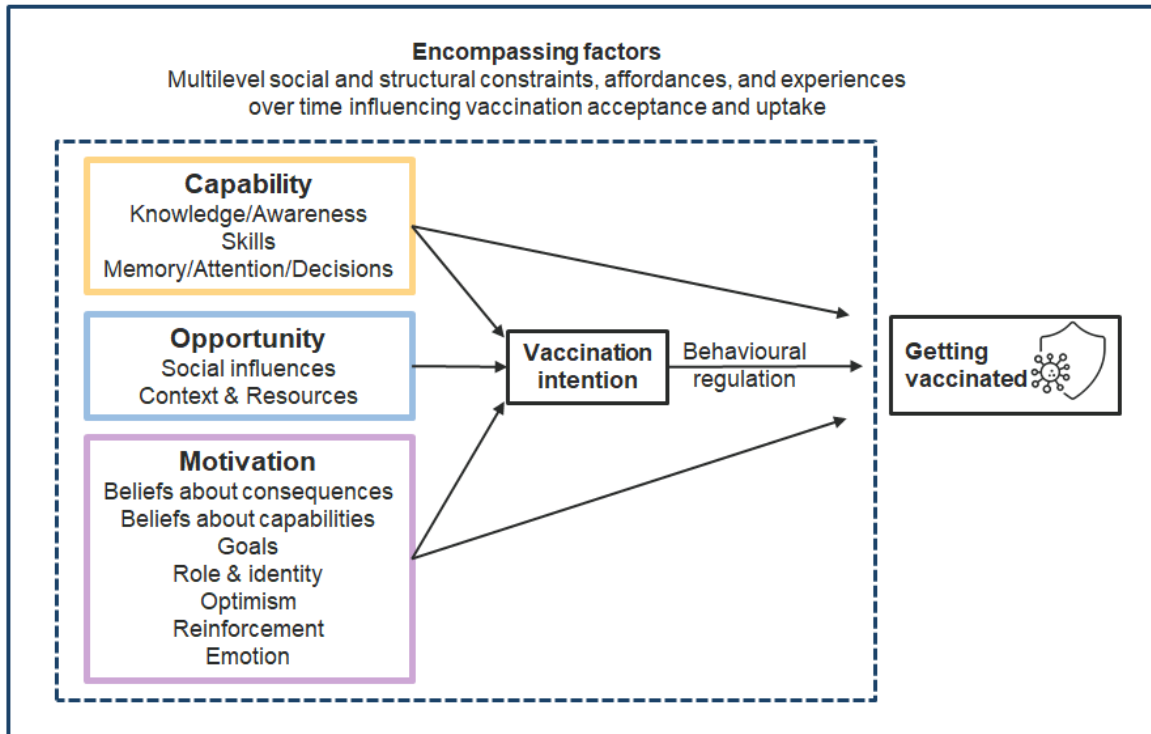 Encompassing factors
Multilevel social and structural constraints, affordances, and experiences
over time influencing vaccination acceptance and uptake
Capability
Knowledge/Awareness
Skills
Memory/Attention/Decisions
Opportunity
Social influences
Context & Resources
Motivation
Beliefs about consequences
Beliefs about capabilities
Goals
Role & identity
Optimism
Reinforcement
Emotion
Vaccination
intention
Behavioural
regulation
Getting
vaccinated